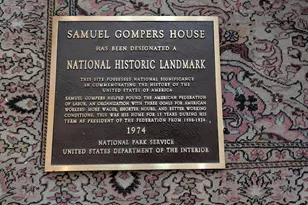 SAMUEL GOMPERS HOUSE
HAS BEEN DESIGNATED A
NATIONAL HISTORIC LANDMARK
THIS SITE POSSESSES NATIONAL SIGNIFICANCE
IN COMMEMORATING THE HISTORY OF THE
UNITED STATES OF AMERICA
SAMUEL GOMPERS HELPED FOUND THE AMERICAN FEDERATION
OF LABOR, AN ORGANIZATION WITH THREE GOALS FOR AMERICAN
WORKERS: MORE WAGES, SHORTER HOURS, AND BETTER WORKING
CONDITIONS. THIS WAS HIS HOME FOR 15 YEARS DURING HIS
TERM AS PRESIDENT OF THE FEDERATION FROM 1886-1924.
1974
NATIONAL PARK SERVICE
UNITED STATES DEPARTMENT OF THE INTERIOR